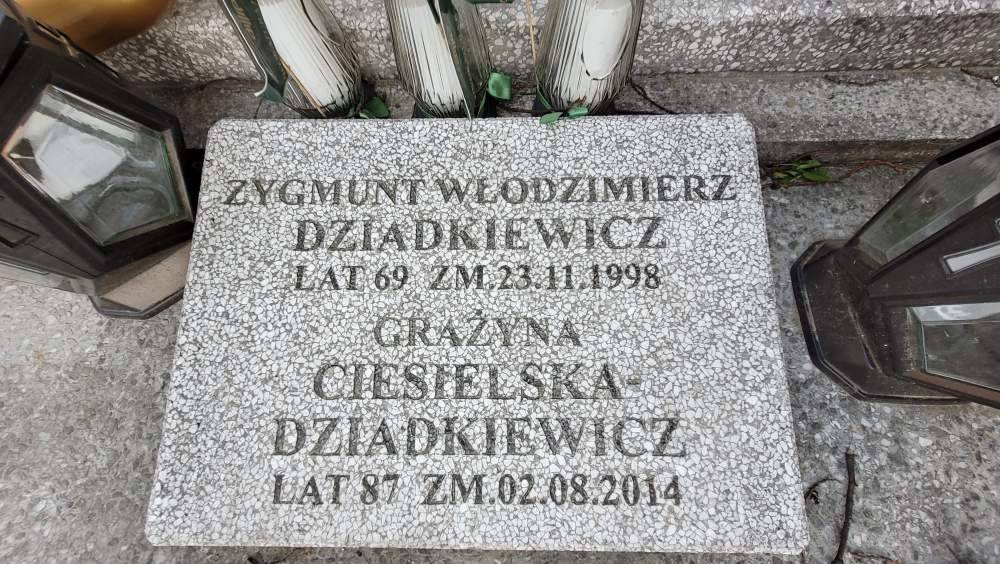 ZYGMUNT WŁODZIMIERZ
DZIADKIEWICZ
LAT 69 ZM.23.11.1998
GRAŻYNA
CIESIELSKA-
DZIADKIEWICZ
LAT 87 ZM.02.08.2014